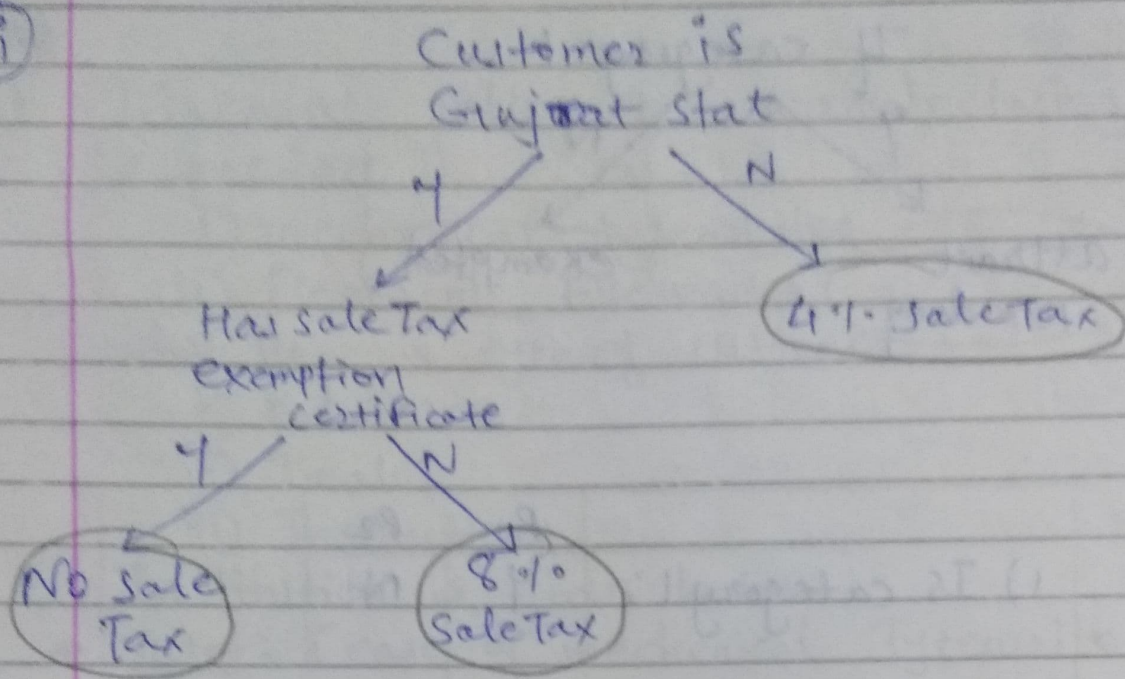 i
Customer is
Gujarat stat
Y
N
Has sale Tax
4% sale Tax
exemption
certificate
Y
N
No sale
Tax
8%
Sale Tax